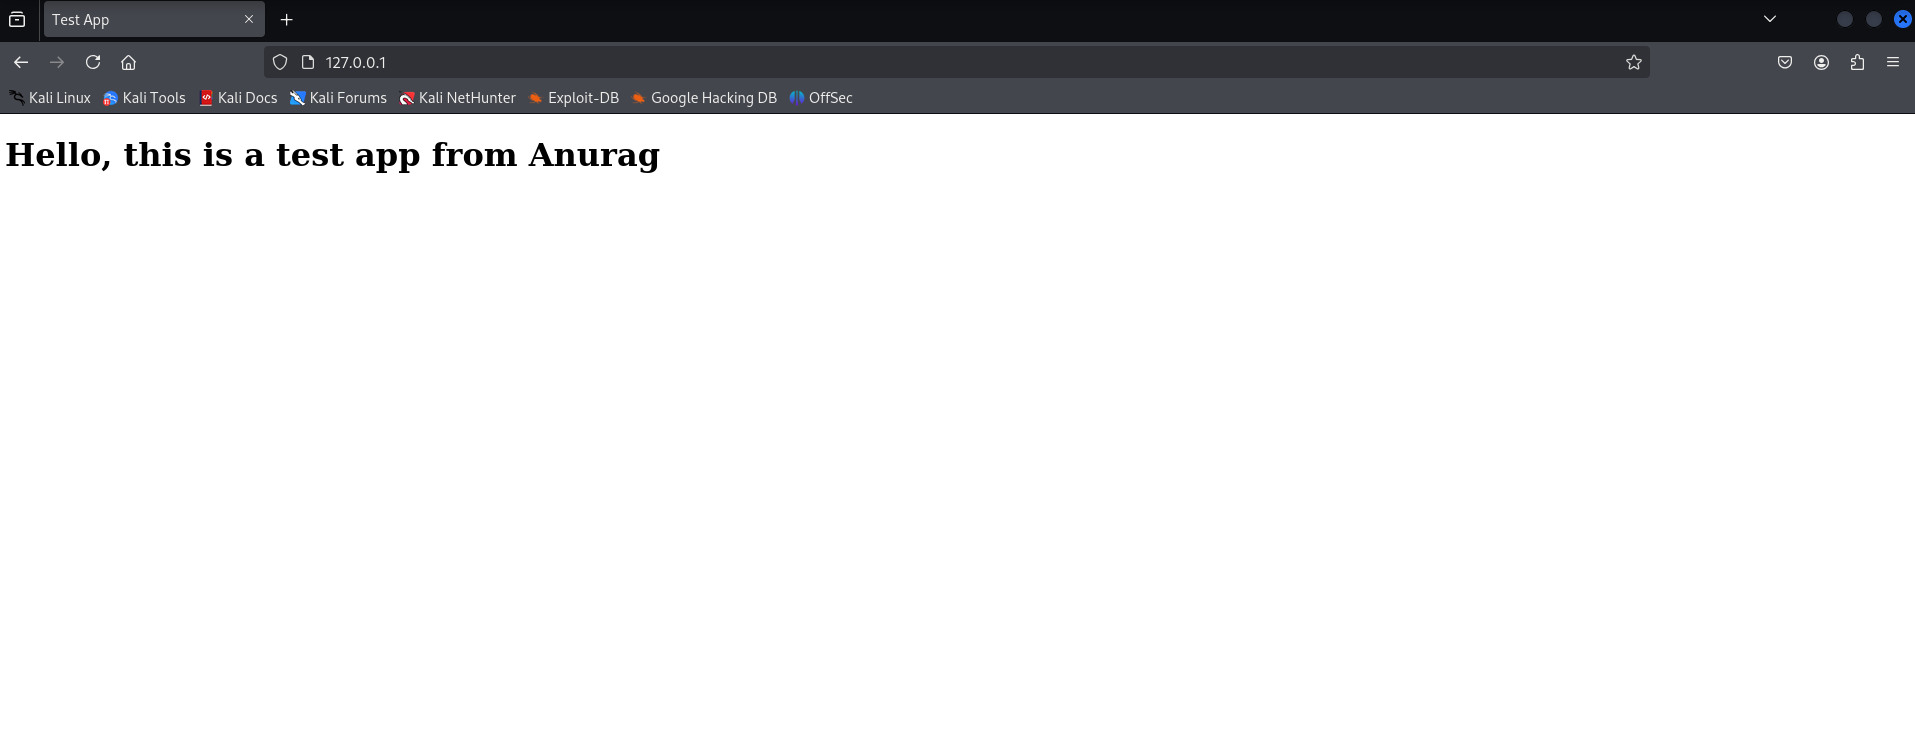 Test App
127.0.0.1
Kali Linux Kali Tools Kali Docs Kali Forums Kali NetHunter Exploit-DB Google Hacking DB OffSec
Hello, this is a test app from Anurag